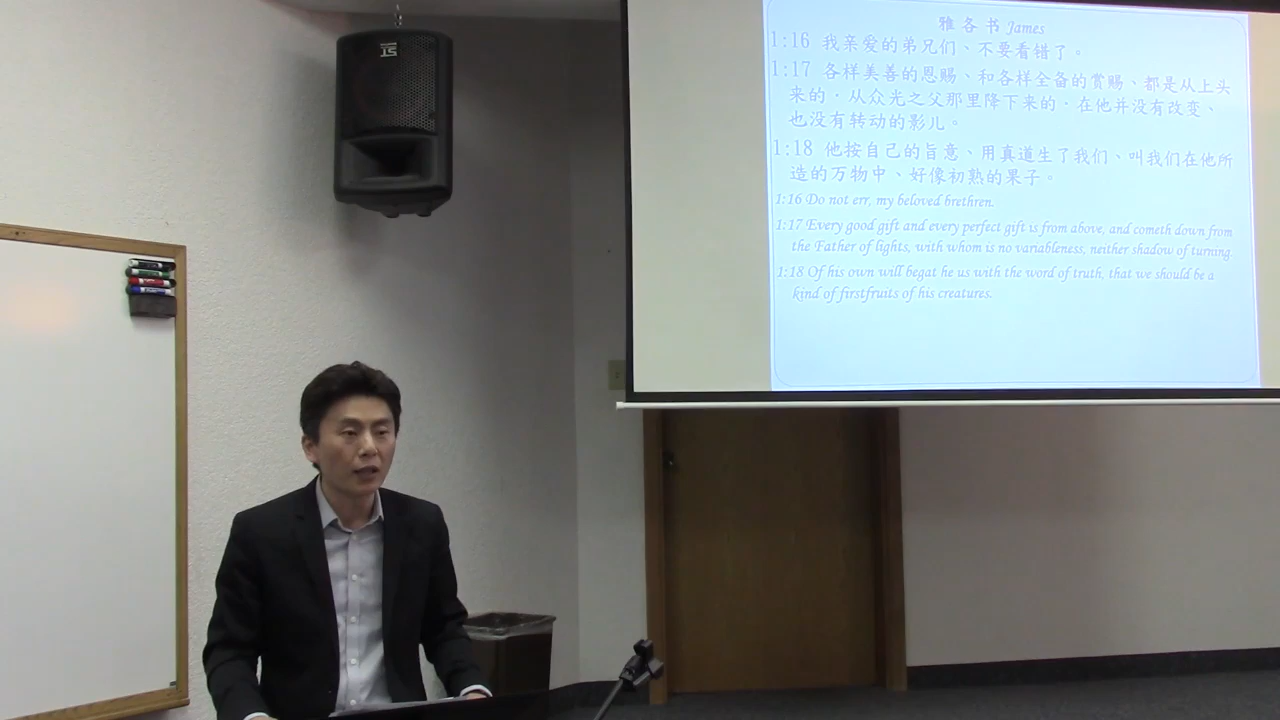 雅各书 James
1:16 我亲爱的弟兄们、不要看错了。
1:17 各样美善的恩赐、和各样全备的赏赐、都是从上头
来的．从众光之父那里降下来的．在他并没有改变、
也没有转动的影儿。
1:18 他按自己的旨意、用真道生了我们、叫我们在他所
造的万物中、好像初熟的果子。
1:16 Do not err, my beloved brethren.
1:17 Every good gift and every perfect gift is from above, and cometh down from
the Father of lights, with whom is no variableness, neither shadow of turning.
1:18 Of his own will begat he us with the word of truth, that we should be a
kind of firstfruits of his creatures.